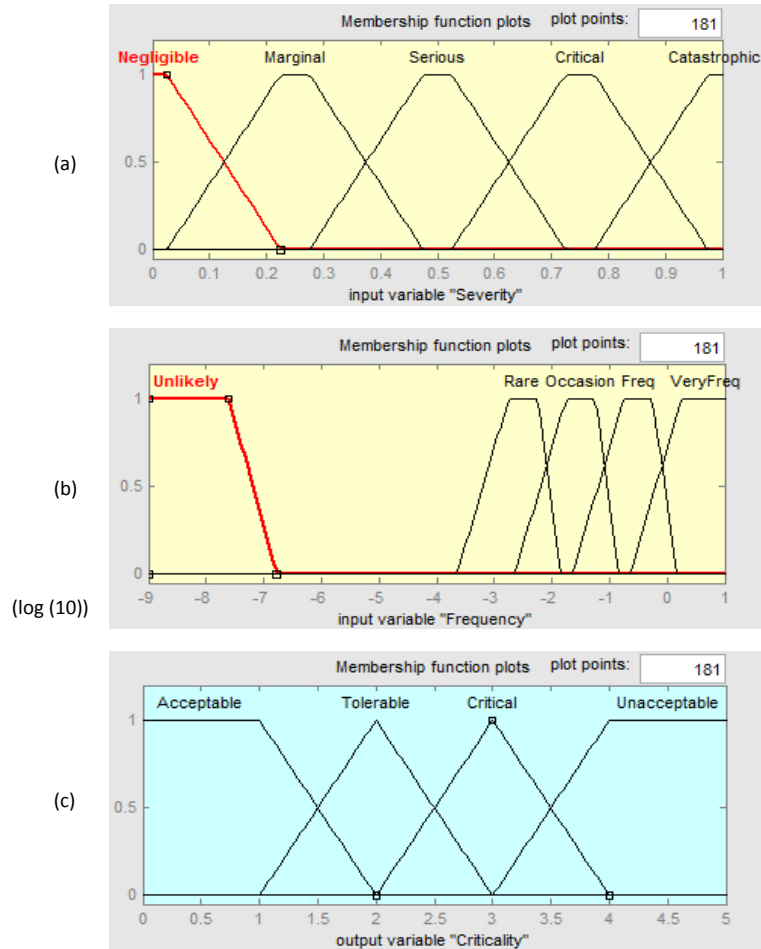 Membership function plots plot points: 181
Negligible Marginal Serious Critical Catastrophic
1
(a)
0.5
0
0 0.1 0.2 0.3 0.4 0.5 0.6 0.7 0.8 0.9 1
input variable "Severity"
Membership function plots plot points: 181
Unlikely Rare Occasion Freq VeryFreq
1
(b)
0.5
0
-9 -8 -7 -6 -5 -4 -3 -2 -1 0 1
(log (10))
input variable "Frequency"
Membership function plots plot points: 181
Acceptable Tolerable Critical Unacceptable
1
(c)
0.5
0
0 0.5 1 1.5 2 2.5 3 3.5 4 4.5 5
output variable "Criticality"